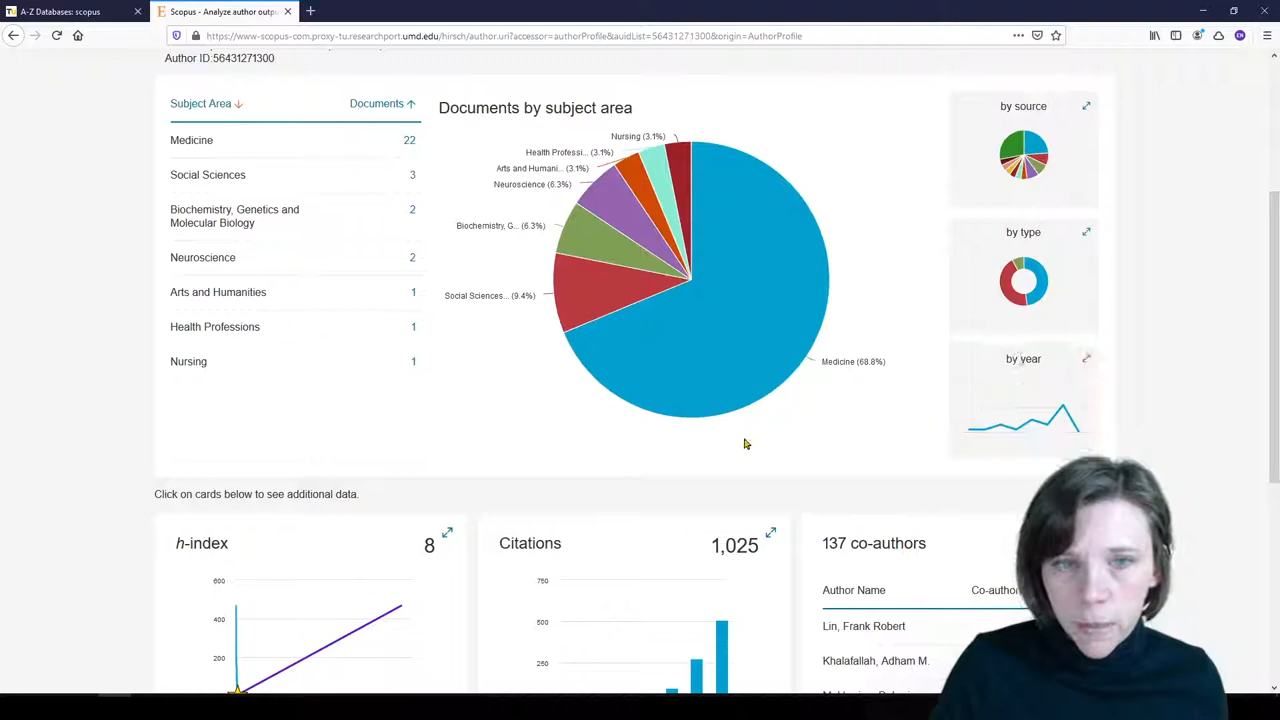 A-Z Databases: scopus
Scopus - Analyze author outpu
https://www-scopus-com.proxy-tu.researchport.umd.edu/hirsch/author.uri?accessor=authorProfile&auidList=56431271300&origin=AuthorProfile
Author ID:56431271300
Subject Area Documents
Medicine 22
Social Sciences 3
Biochemistry, Genetics and
Molecular Biology 2
Neuroscience 2
Arts and Humanities 1
Health Professions 1
Nursing 1
Documents by subject area
Nursing (3.1%)
Health Professi... (3.1%)
Arts and Humani... (3.1%)
Neuroscience (6.3%)
Biochemistry, G... (6.3%)
Social Sciences... (9.4%)
Medicine (68.8%)
by source
by type
by year
Click on cards below to see additional data.
h-index 8
600
400
200
Citations 1,025
750
500
250
137 co-authors
Author Name Co-author
Lin, Frank Robert
Khalafallah, Adham M.